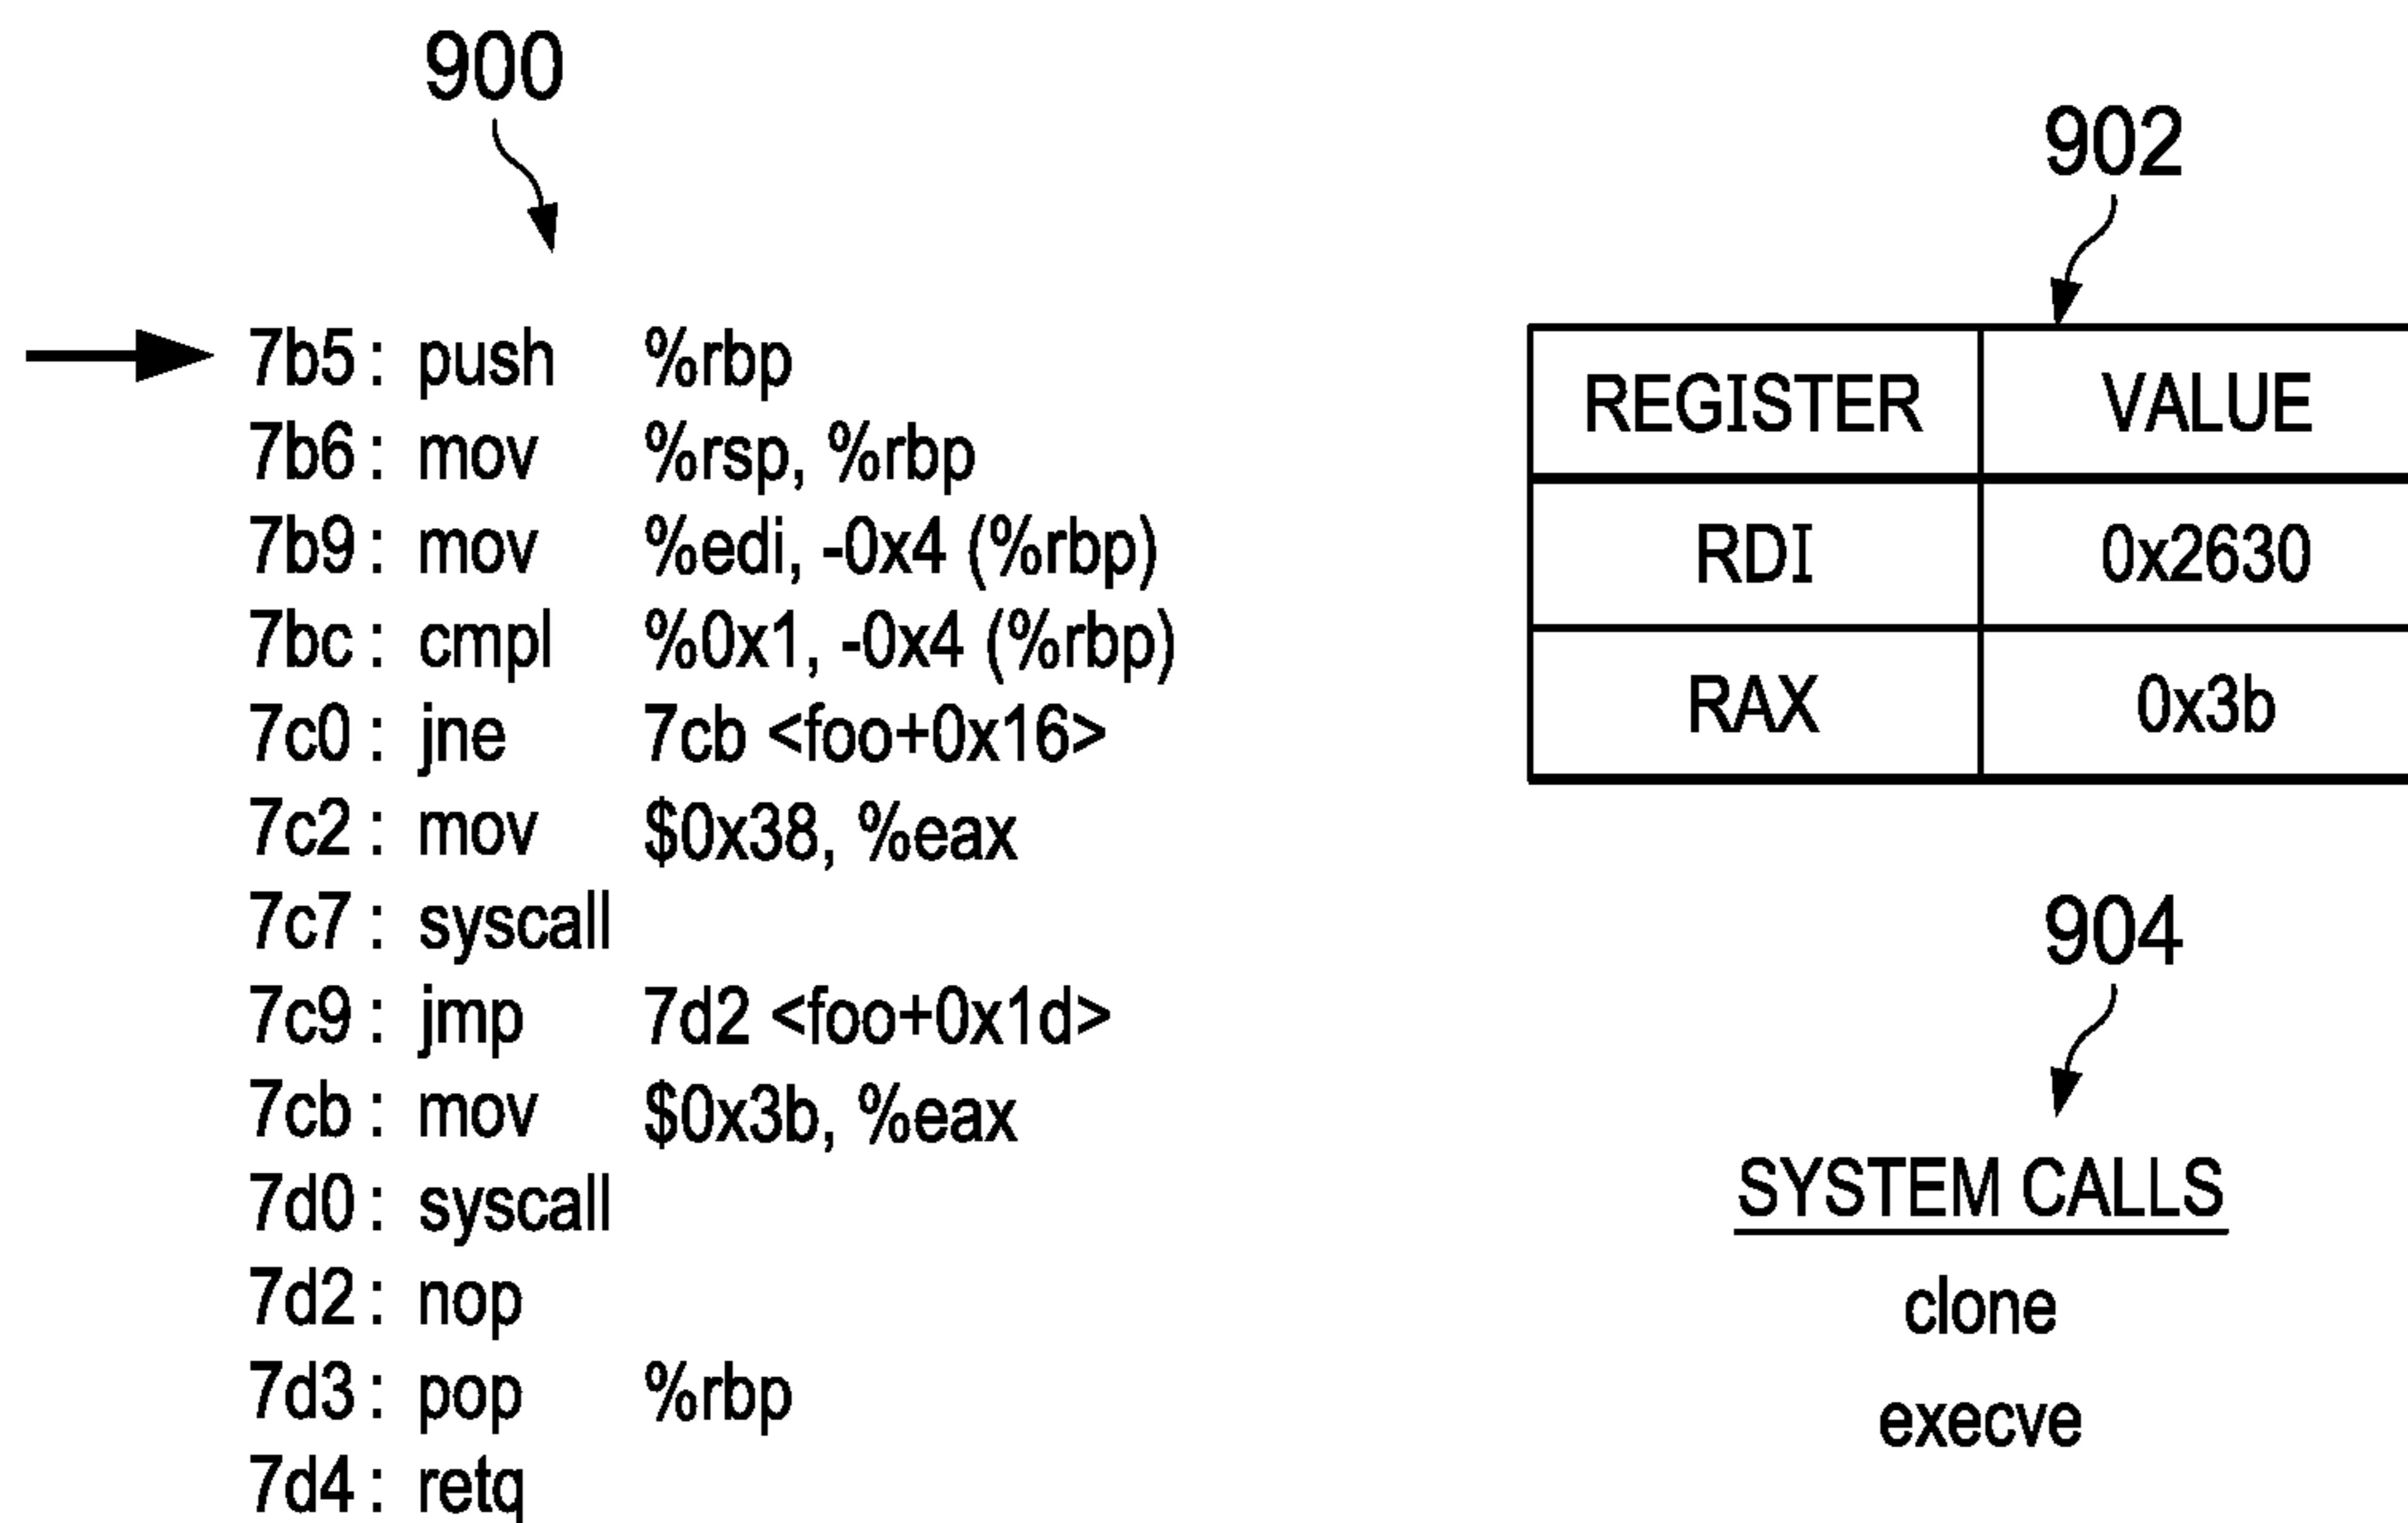 900
7b5 : push %rbp
7b6 : mov %rsp, %rbp
7b9 : mov %edi, -0x4 (%rbp)
7bc : cmpl %0x1, -0x4 (%rbp)
7c0 : jne 7cb <foo+0x16>
7c2 : mov $0x38, %eax
7c7 : syscall
7c9 : jmp 7d2 <foo+0x1d>
7cb : mov $0x3b, %eax
7d0 : syscall
7d2 : nop
7d3 : pop %rbp
7d4 : retq
902
REGISTER VALUE
RDI 0x2630
RAX 0x3b
904
SYSTEM CALLS
clone
execve